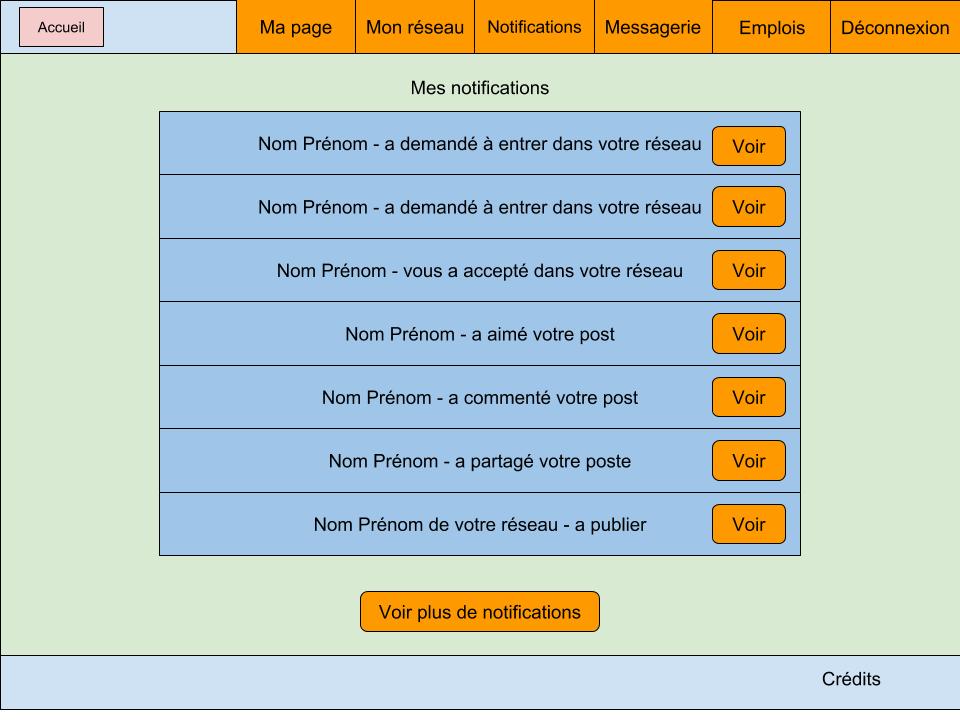 Accueil
Ma page
Mon réseau
Notifications
Messagerie
Emplois
Déconnexion
Mes notifications
Nom Prénom - a demandé à entrer dans votre réseau
Voir
Nom Prénom - a demandé à entrer dans votre réseau
Voir
Nom Prénom - vous a accepté dans votre réseau
Voir
Nom Prénom - a aimé votre post
Voir
Nom Prénom - a commenté votre post
Voir
Nom Prénom - a partagé votre poste
Voir
Nom Prénom de votre réseau - a publier
Voir
Voir plus de notifications
Crédits